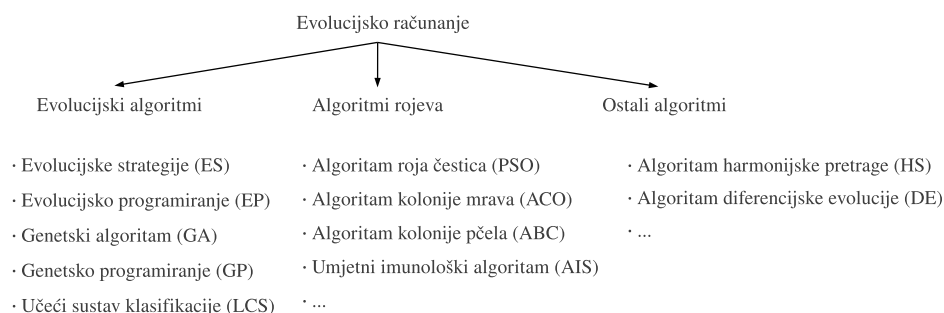 Evolucijsko računanje
Evolucijski algoritmi
· Evolucijske strategije (ES)
· Evolucijsko programiranje (EP)
· Genetski algoritam (GA)
· Genetsko programiranje (GP)
· Učeći sustav klasifikacije (LCS)
Algoritmi rojeva
· Algoritam roja čestica (PSO)
· Algoritam kolonije mrava (ACO)
· Algoritam kolonije pčela (ABC)
· Umjetni imunološki algoritam (AIS)
· ...
Ostali algoritmi
· Algoritam harmonijske pretrage (HS)
· Algoritam diferencijske evolucije (DE)
· ...